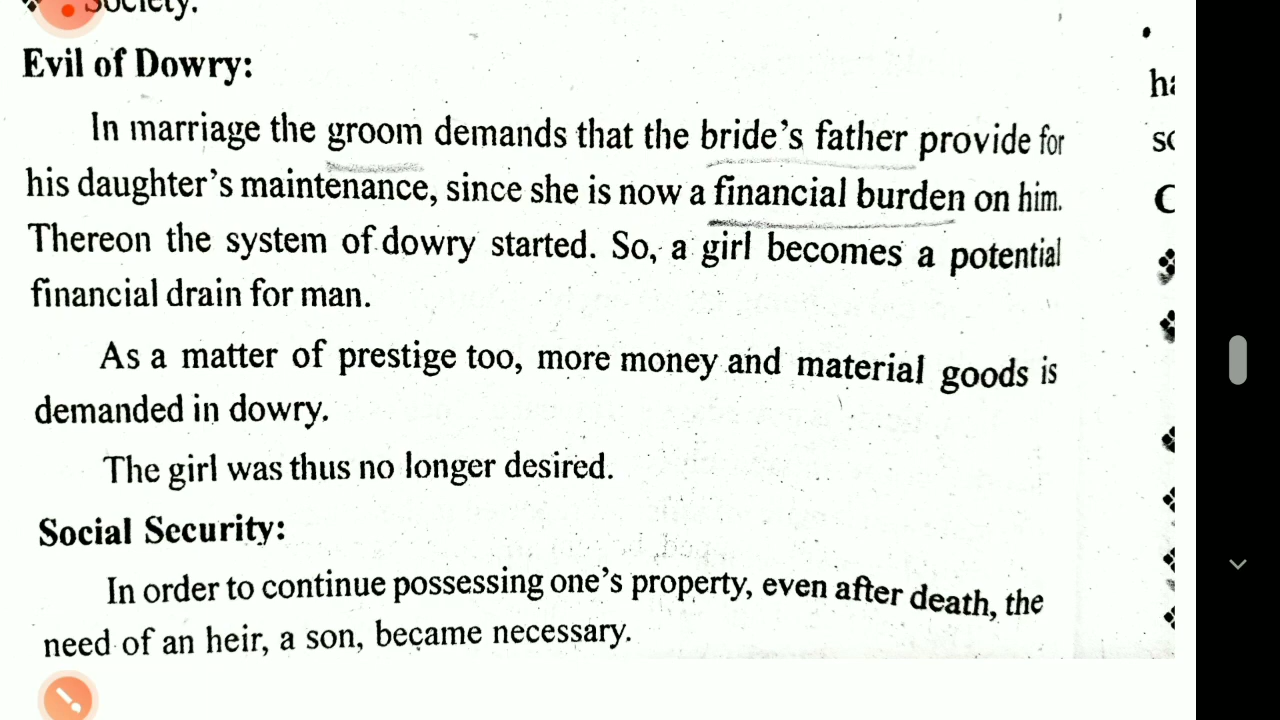 Society.
Evil of Dowry:
In marriage the groom demands that the bride's father provide for
his daughter's maintenance, since she is now a financial burden on him.
Thereon the system of dowry started. So, a girl becomes a potential
financial drain for man.
As a matter of prestige too, more money and material goods is
demanded in dowry.
The girl was thus no longer desired.
Social Security:
In order to continue possessing one's property, even after death, the
need of an heir, a son, became necessary.